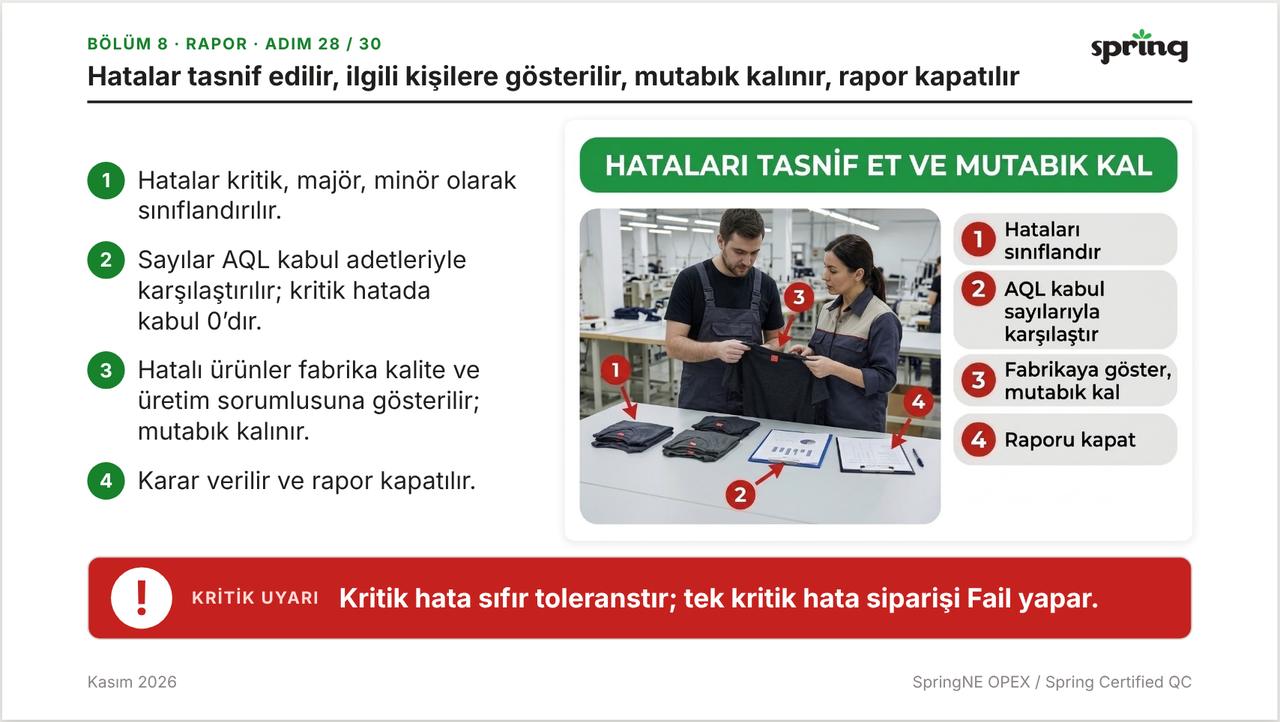 BÖLÜM 8 · RAPOR · ADIM 28 / 30
spring
Hatalar tasnif edilir, ilgili kişilere gösterilir, mutabık kalınır, rapor kapatılır
1 Hatalar kritik, majör, minör olarak
sınıflandırılır.
2 Sayılar AQL kabul adetleriyle
karşılaştırılır; kritik hatada
kabul 0’dır.
3 Hatalı ürünler fabrika kalite ve
üretim sorumlusuna gösterilir;
mutabık kalınır.
4 Karar verilir ve rapor kapatılır.
HATALARI TASNİF ET VE MUTABIK KAL
1
2
3
4
1 Hataları
sınıflandır
2 AQL kabul
sayılarıyla
karşılaştır
3 Fabrikaya göster,
mutabık kal
4 Raporu kapat
! KRİTİK UYARI Kritik hata sıfır toleranstır; tek kritik hata siparişi Fail yapar.
Kasım 2026
SpringNE OPEX / Spring Certified QC